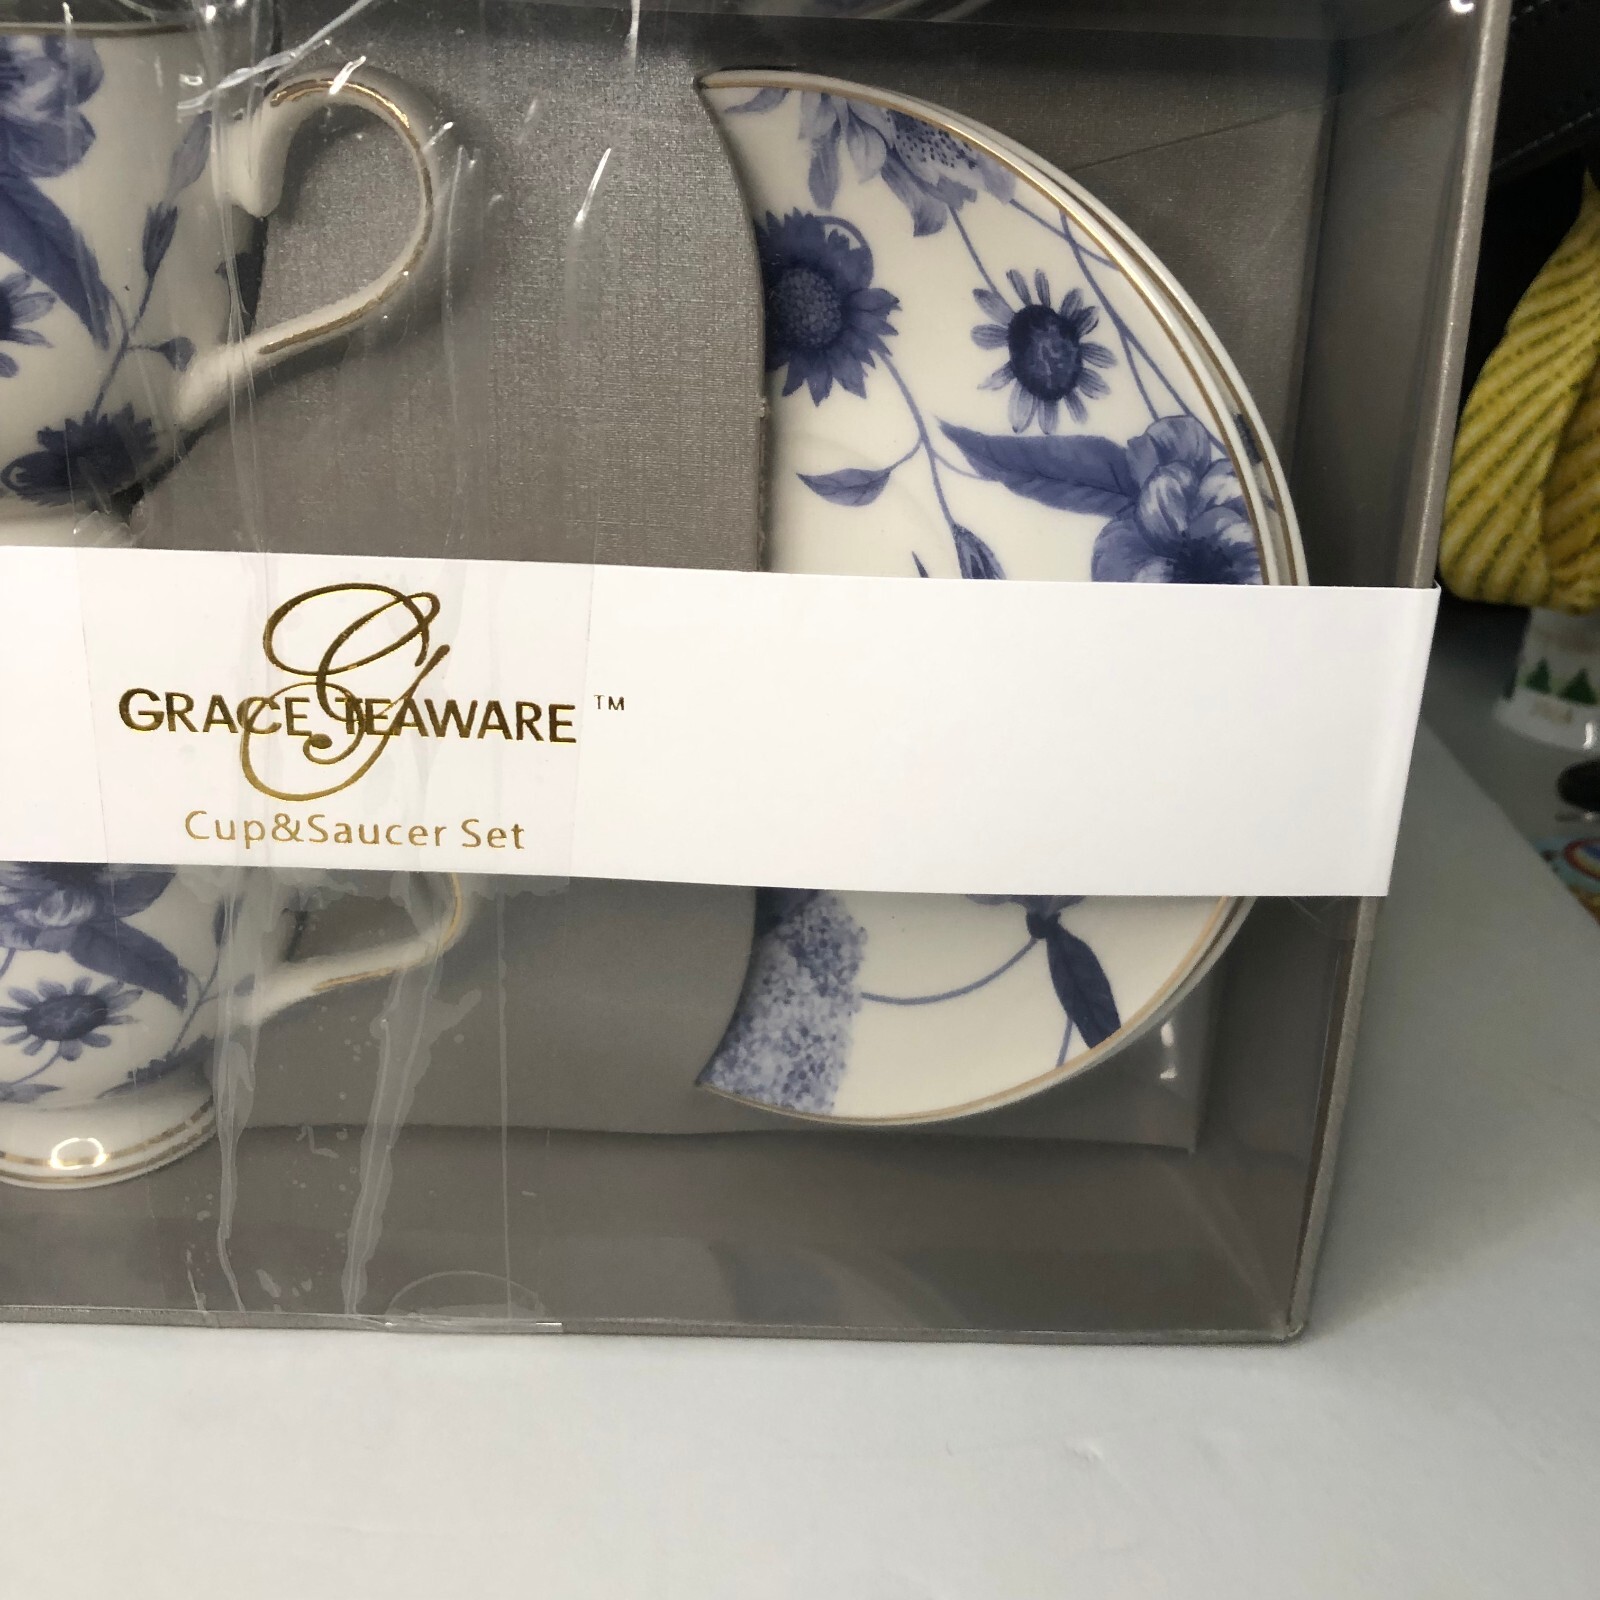 G
GRACE TEAWARE ™
Cup&Saucer Set